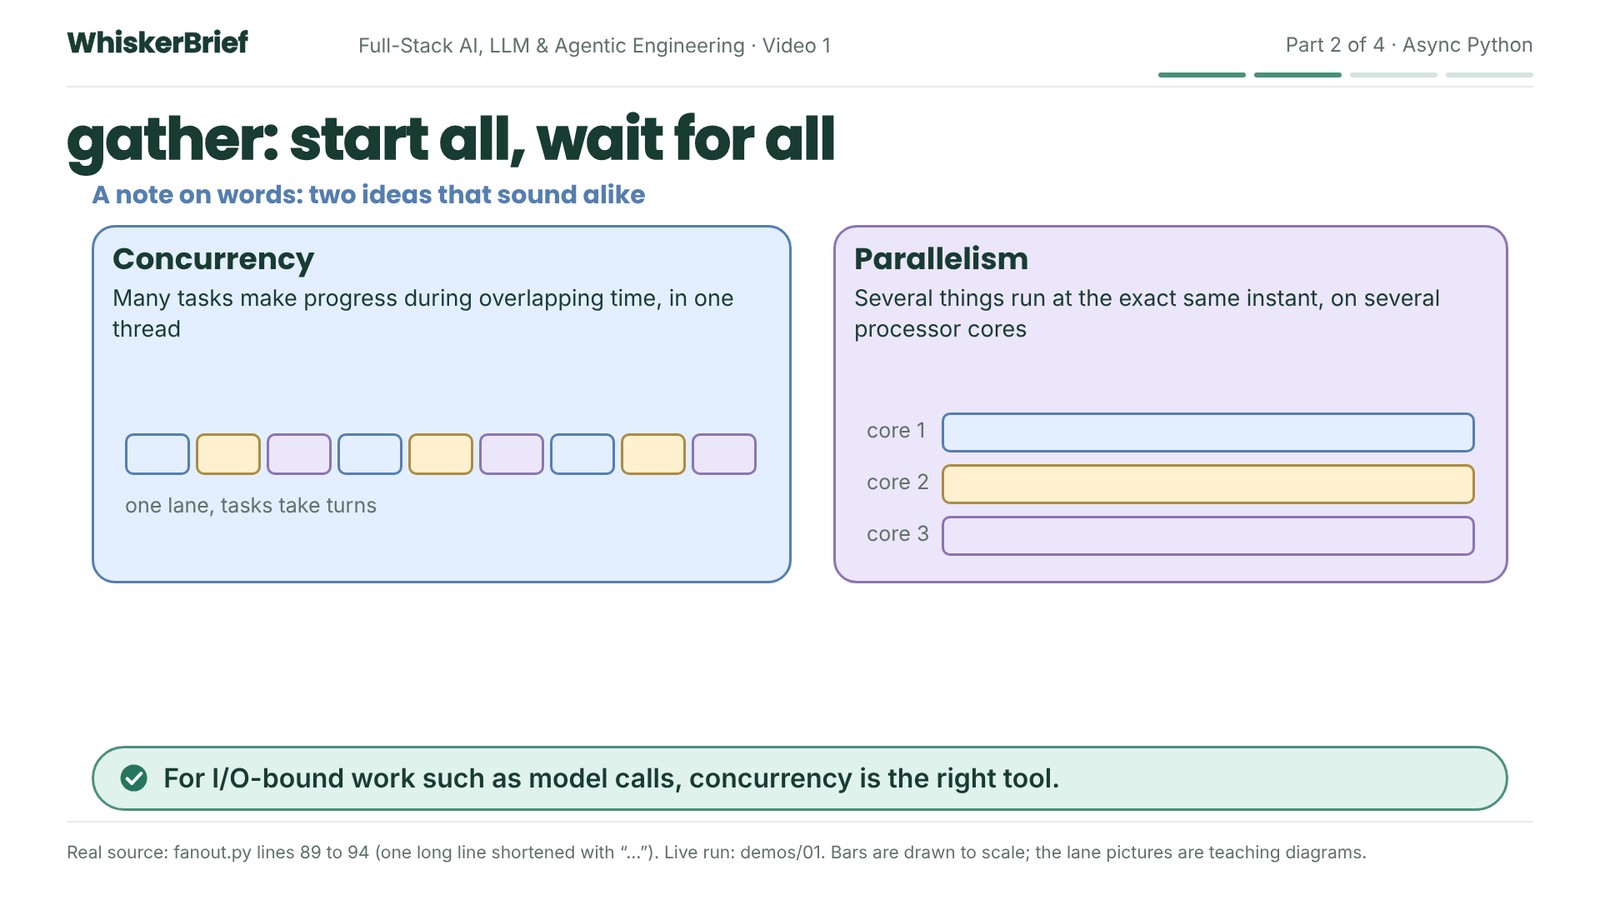 WhiskerBrief
Full-Stack AI, LLM & Agentic Engineering · Video 1
Part 2 of 4 · Async Python
gather: start all, wait for all
A note on words: two ideas that sound alike
Concurrency
Many tasks make progress during overlapping time, in one
thread
one lane, tasks take turns
Parallelism
Several things run at the exact same instant, on several
processor cores
core 1
core 2
core 3
For I/O-bound work such as model calls, concurrency is the right tool.
Real source: fanout.py lines 89 to 94 (one long line shortened with “…”). Live run: demos/01. Bars are drawn to scale; the lane pictures are teaching diagrams.